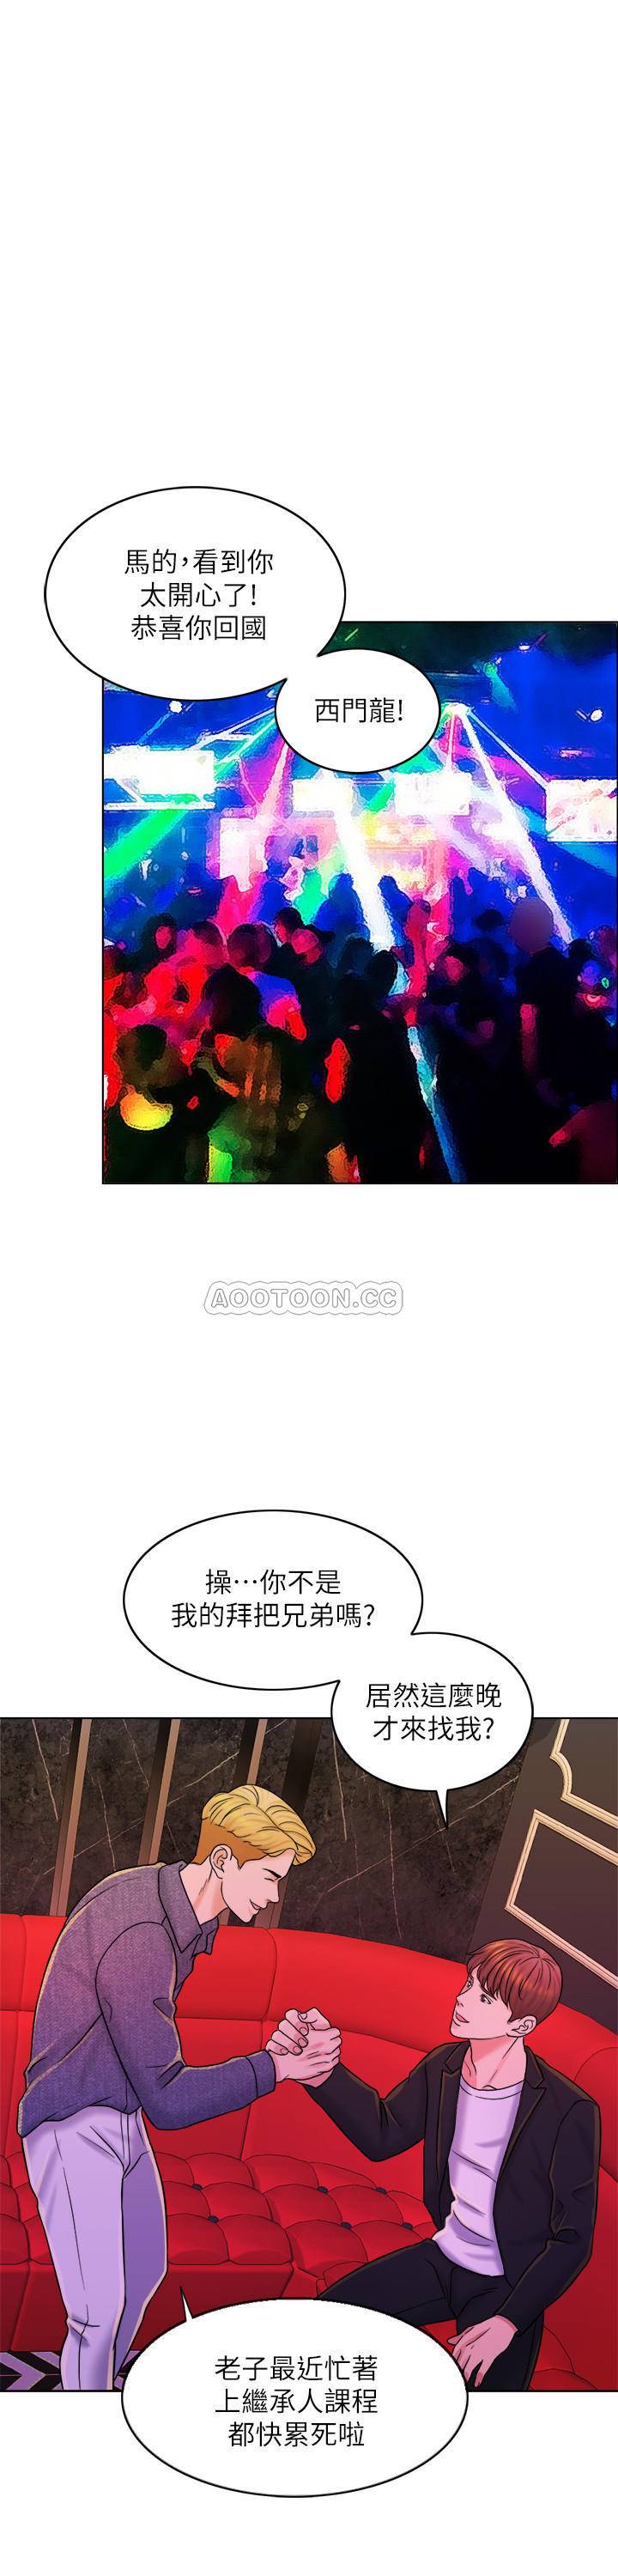 馬的，看到你
太開心了!
恭喜你回國
西門龍!
AOOTOON.CC
操…你不是
我的拜把兄弟嗎?
居然這麼晚
才來找我?
老子最近忙著
上繼承人課程
都快累死啦